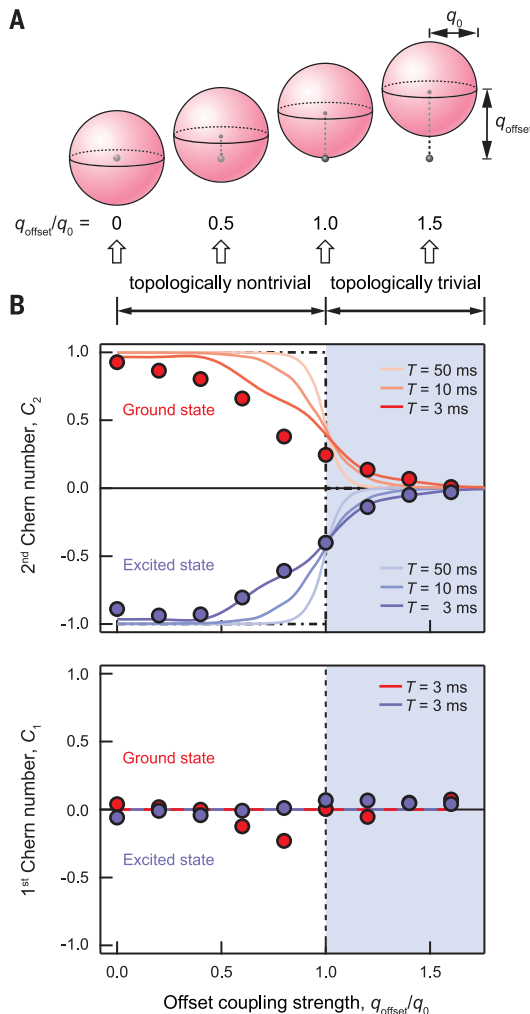 A
q0
qoffset
qoffset/q0 = 0 0.5 1.0 1.5
topologically nontrivial topologically trivial
B
1.0
0.5
0.0
-0.5
-1.0
2nd Chern number, C2
Ground state
Excited state
T = 50 ms
T = 10 ms
T = 3 ms
T = 50 ms
T = 10 ms
T = 3 ms
1.0
0.5
0.0
-0.5
-1.0
1st Chern number, C1
Ground state
Excited state
T = 3 ms
T = 3 ms
0.0 0.5 1.0 1.5
Offset coupling strength, qoffset/q0